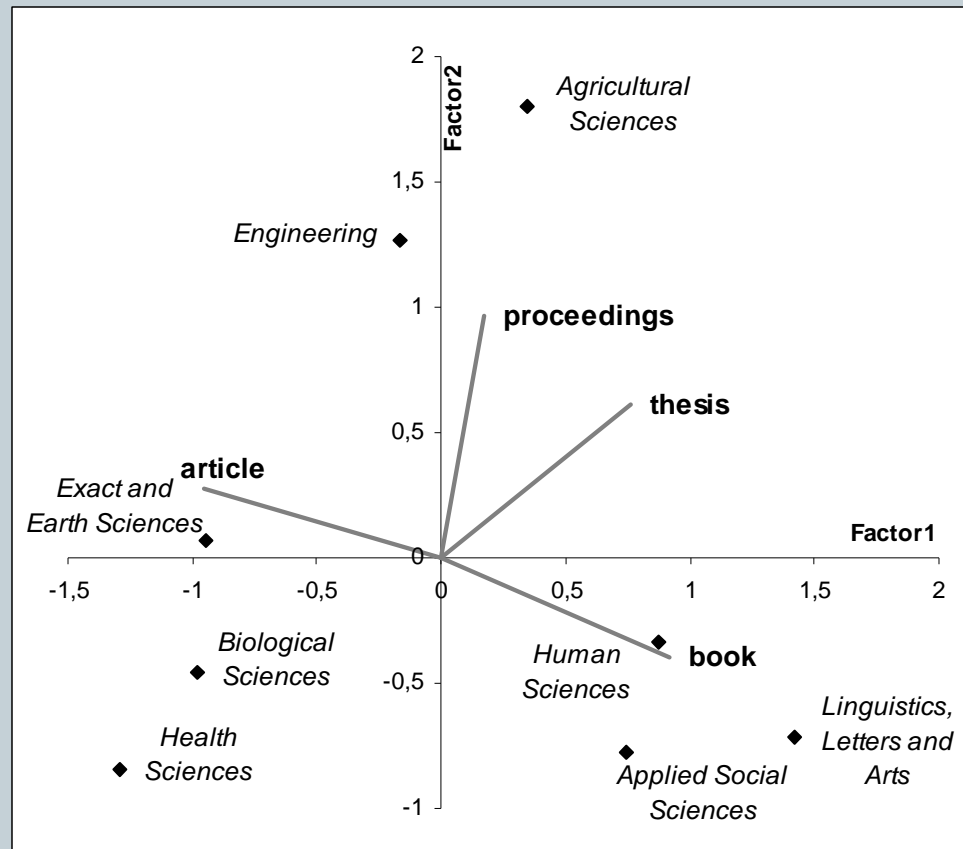 2
Factor2
Agricultural
Sciences
1,5
Engineering
1
proceedings
thesis
0,5
article
Exact and
Earth Sciences
Factor1
0
-1,5
-1
-0,5
0
0,5
1
1,5
2
Biological
Sciences
Human
Sciences
book
-0,5
Health
Sciences
Linguistics,
Letters and
Arts
Applied Social
Sciences
-1